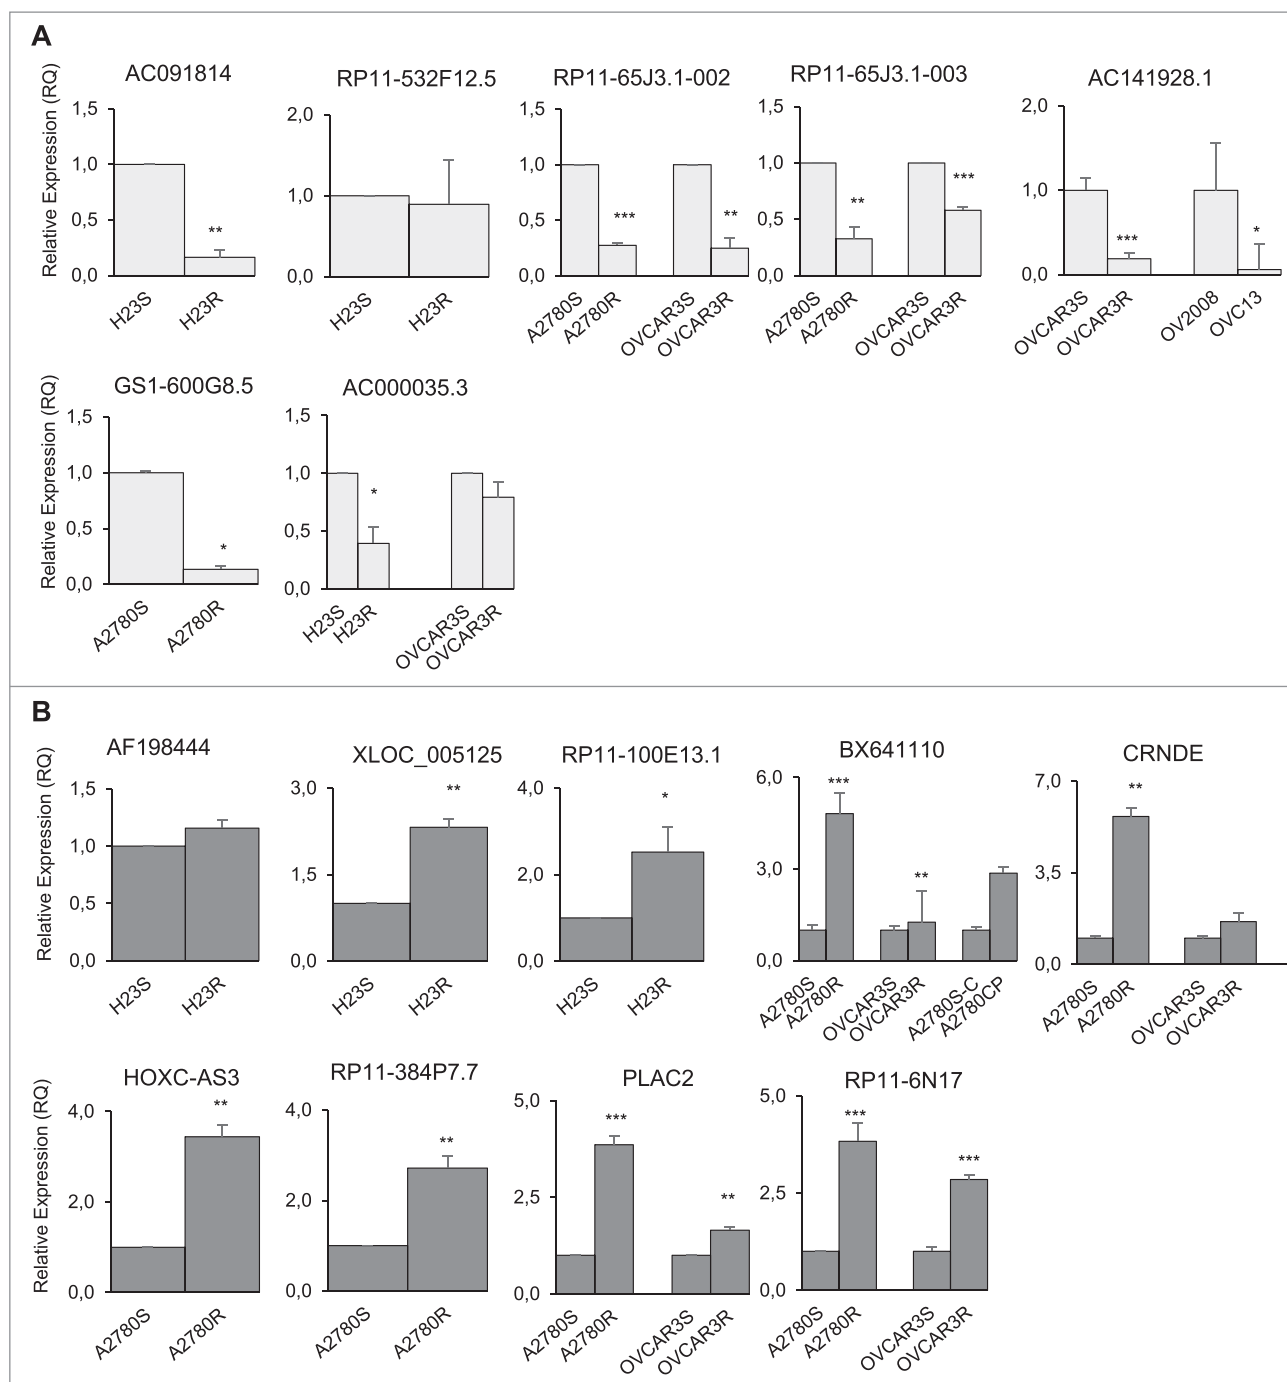 A
AC091814
RP11-532F12.5
RP11-65J3.1-002
RP11-65J3.1-003
AC141928.1
Relative Expression (RQ)
1,5
1,0
0,5
0,0
**
H23S
H23R
2,0
1,0
0,0
H23S
H23R
1,5
1,0
0,5
0,0
***
**
A2780S
A2780R
OVCAR3S
OVCAR3R
1,5
1,0
0,5
0,0
**
***
A2780S
A2780R
OVCAR3S
OVCAR3R
2,0
1,0
0,0
***
*
OVCAR3S
OVCAR3R
OV2008
OVC13
GS1-600G8.5
AC000035.3
Relative Expression (RQ)
1,5
1,0
0,5
0,0
*
A2780S
A2780R
1,5
1,0
0,5
0,0
*
H23S
H23R
OVCAR3S
OVCAR3R
B
AF198444
XLOC_005125
RP11-100E13.1
BX641110
CRNDE
Relative Expression (RQ)
1,5
1,0
0,5
0,0
H23S
H23R
3,0
1,5
0,0
**
H23S
H23R
4,0
2,0
0,0
*
H23S
H23R
6,0
3,0
0,0
***
**
A2780S
A2780R
OVCAR3S
OVCAR3R
A2780S-C
A2780CP
7,0
3,5
0,0
**
A2780S
A2780R
OVCAR3S
OVCAR3R
HOXC-AS3
RP11-384P7.7
PLAC2
RP11-6N17
Relative Expression (RQ)
4,0
2,0
0,0
**
A2780S
A2780R
4,0
2,0
0,0
**
A2780S
A2780R
5,0
2,5
0,0
***
**
A2780S
A2780R
OVCAR3S
OVCAR3R
5,0
2,5
0,0
***
***
A2780S
A2780R
OVCAR3S
OVCAR3R